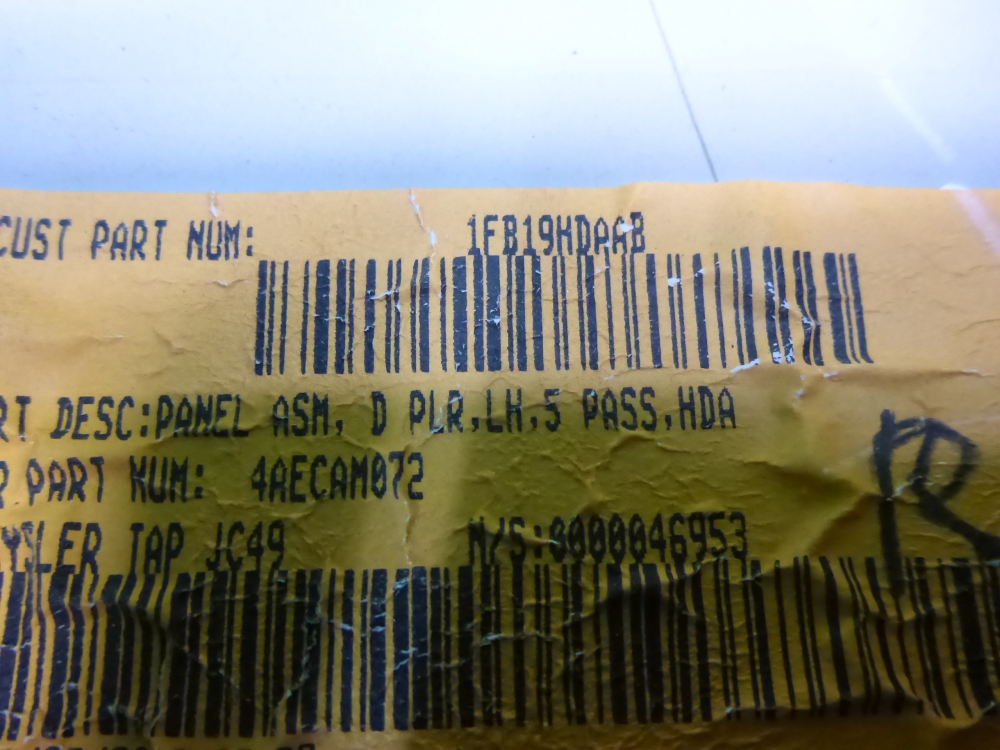 CUST PART NUM: 1FB19HDAAB
RT DESC:PANEL ASM, D PLR,LH,5 PASS,HDA
R PART NUM: 4AECAM072
YSLER TAP JC49 N/S:0000046953
R